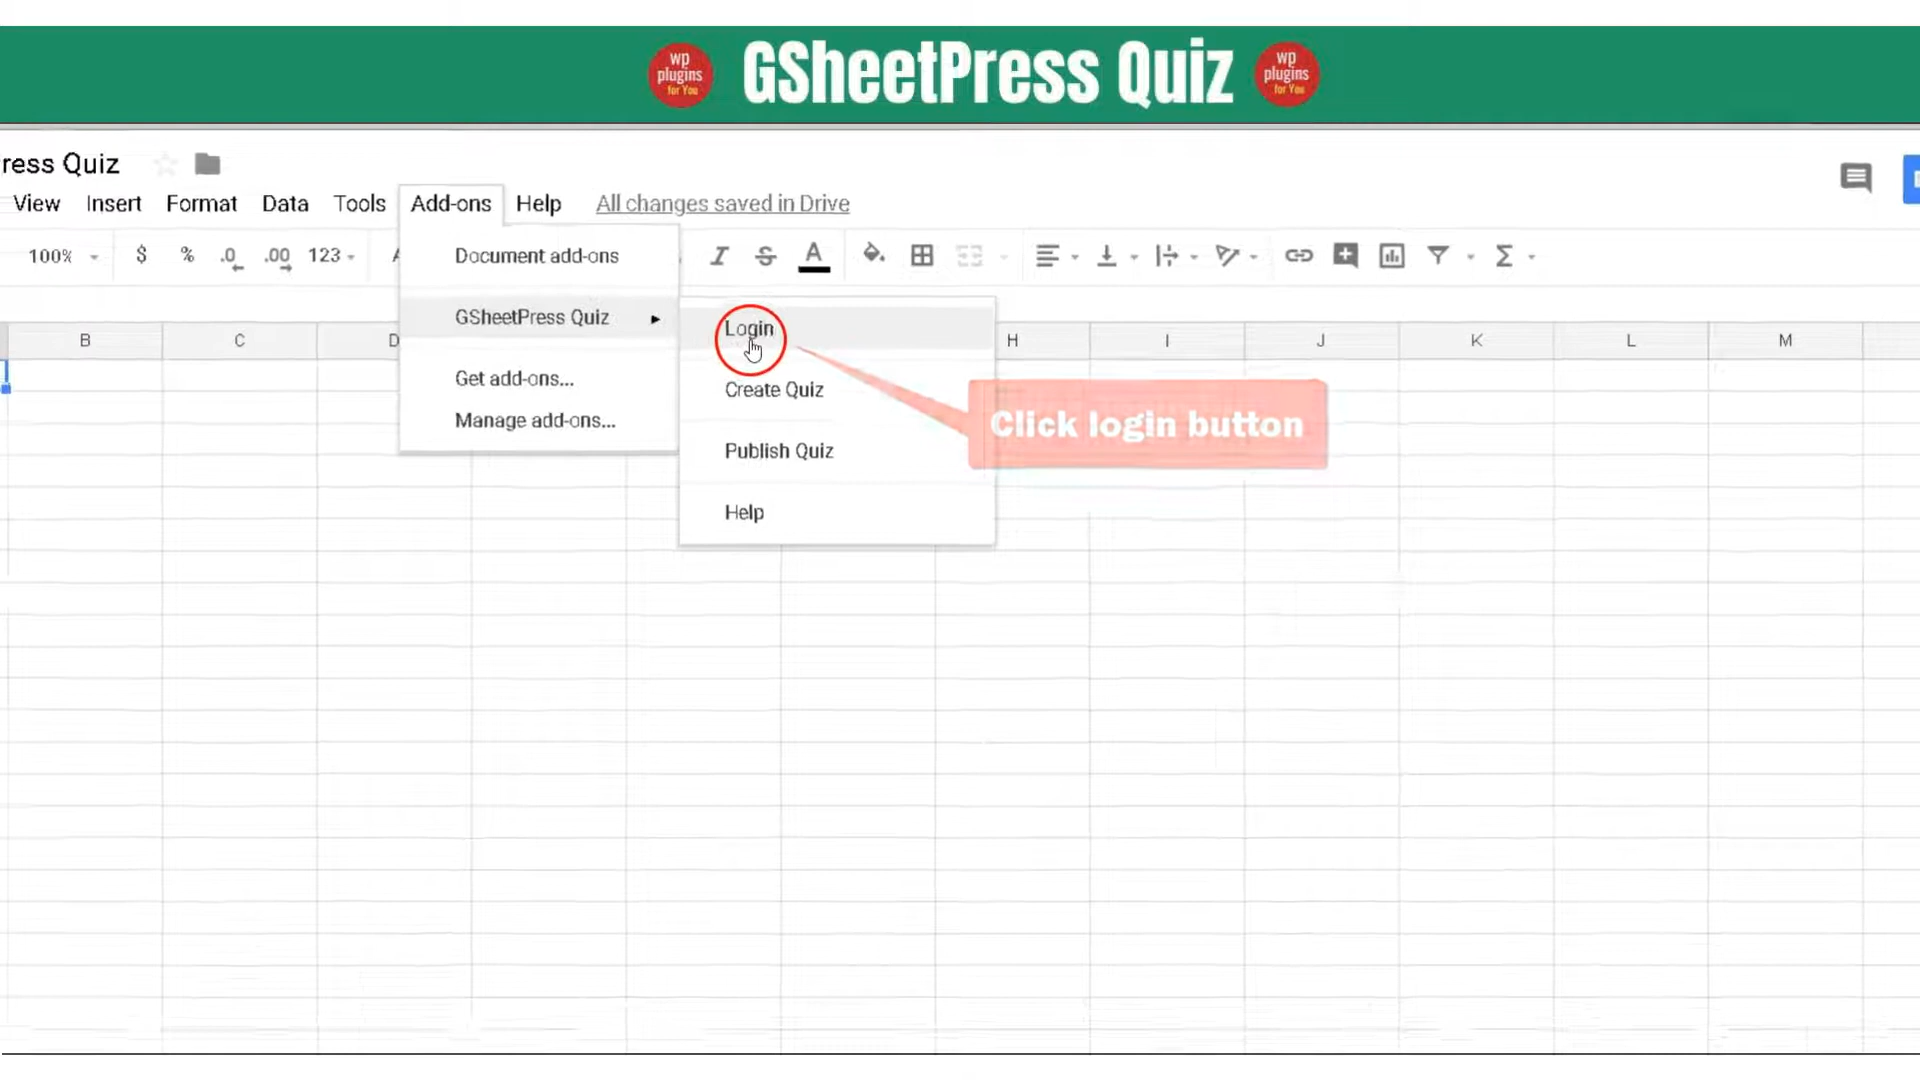 wp
plugins
for You
GSheetPress Quiz
wp
plugins
for You
ress Quiz
View Insert Format Data Tools Add-ons Help All changes saved in Drive
100% $ % .0 .00 123 A
Document add-ons
GSheetPress Quiz
Get add-ons...
Manage add-ons...
Login
Create Quiz
Publish Quiz
Help
Click login button
B C D H I J K L M